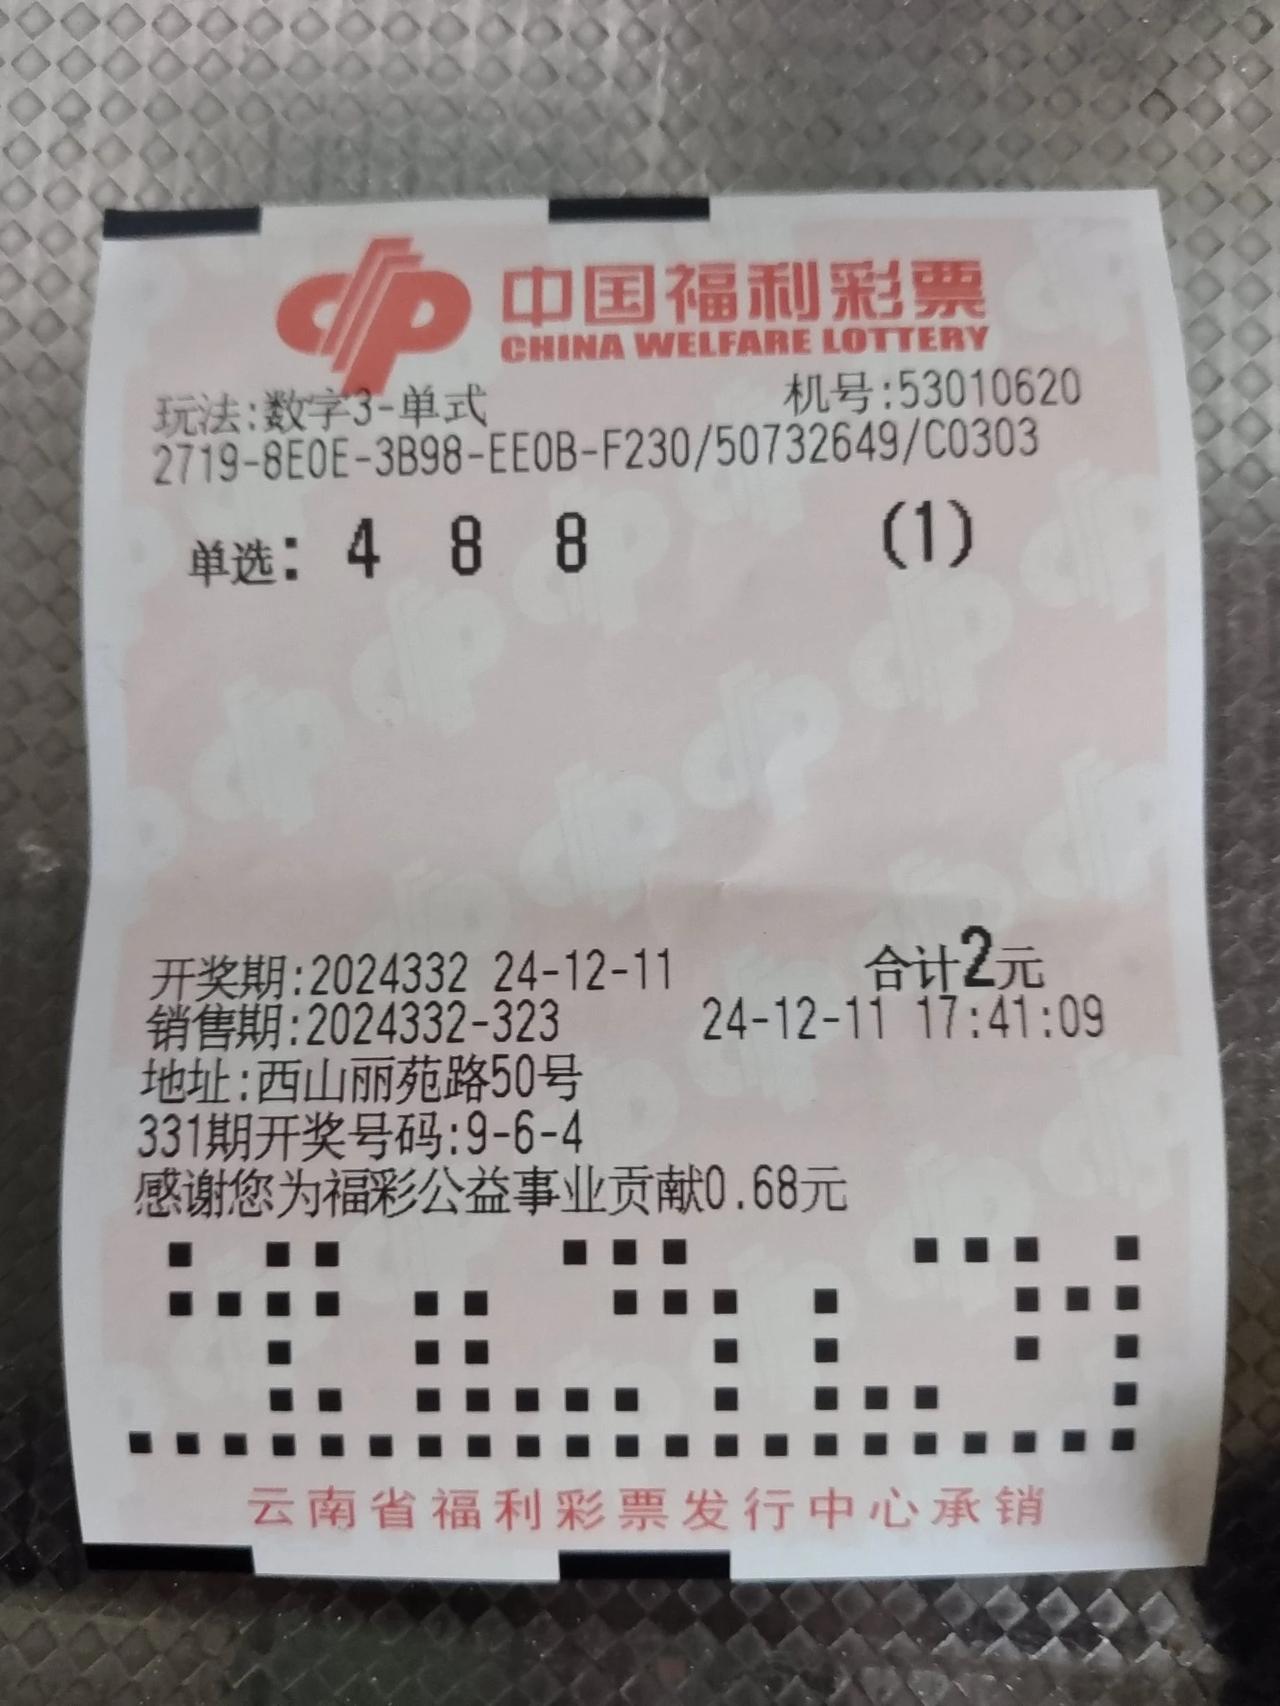 中国福利彩票
CHINA WELFARE LOTTERY
玩法:数字3-单式 机号:53010620
2719-8E0E-3B98-EE0B-F230/50732649/C0303
单选: 4 8 8 (1)
开奖期:2024332 24-12-11 合计2元
销售期:2024332-323 24-12-11 17:41:09
地址:西山丽苑路50号
331期开奖号码:9-6-4
感谢您为福彩公益事业贡献0.68元
云南省福利彩票发行中心承销